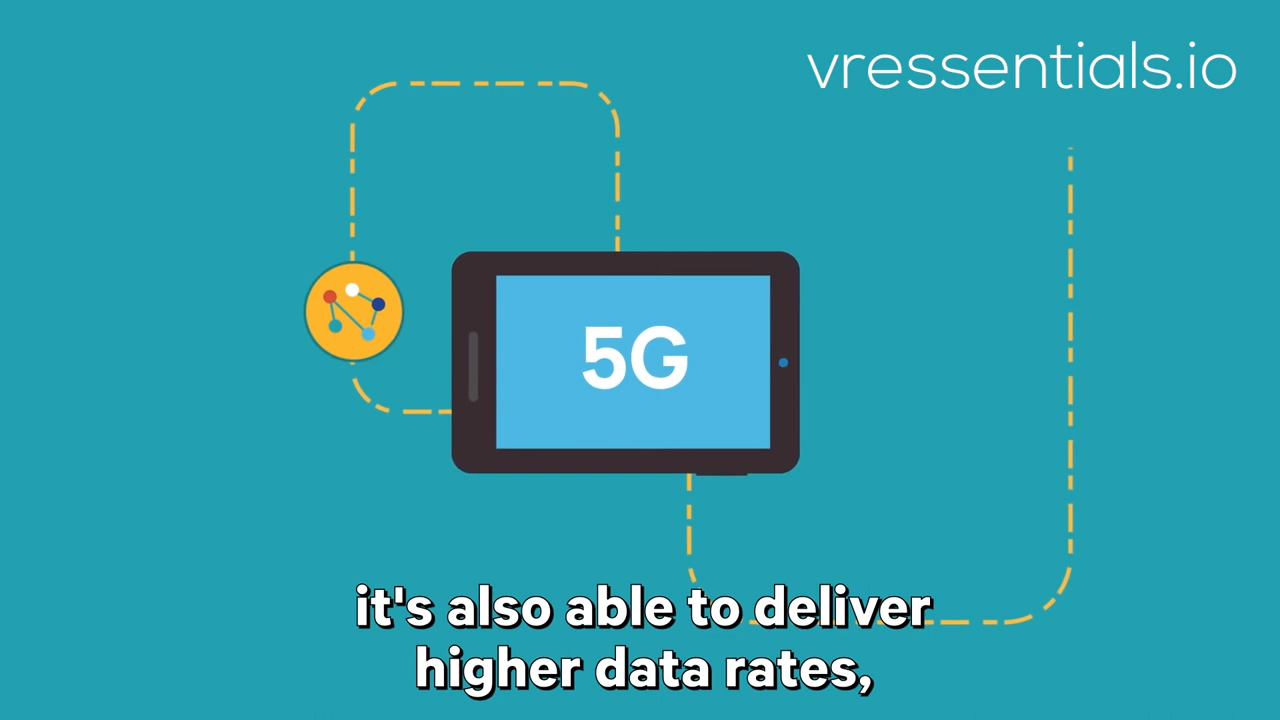 vressentials.io
5G
it's also able to deliver
higher data rates,